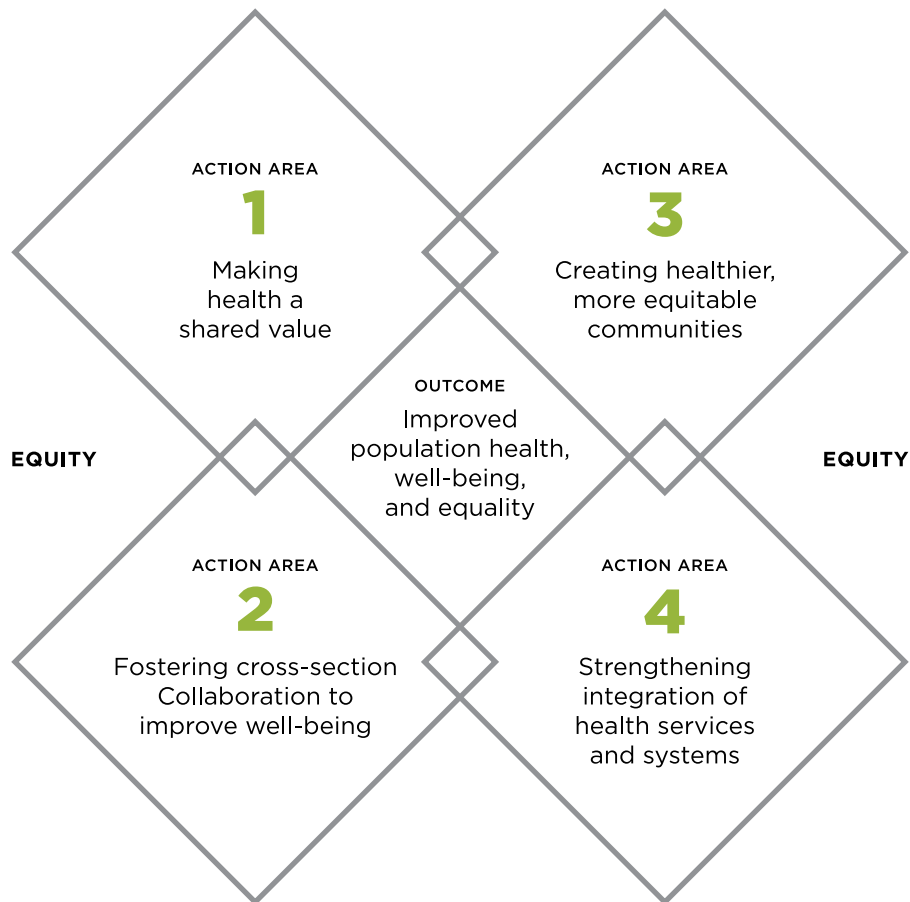 ACTION AREA
1
Making
health a
shared value
ACTION AREA
3
Creating healthier,
more equitable
communities
OUTCOME
Improved
population health,
well-being,
and equality
EQUITY
EQUITY
ACTION AREA
2
Fostering cross-section
Collaboration to
improve well-being
ACTION AREA
4
Strengthening
integration of
health services
and systems